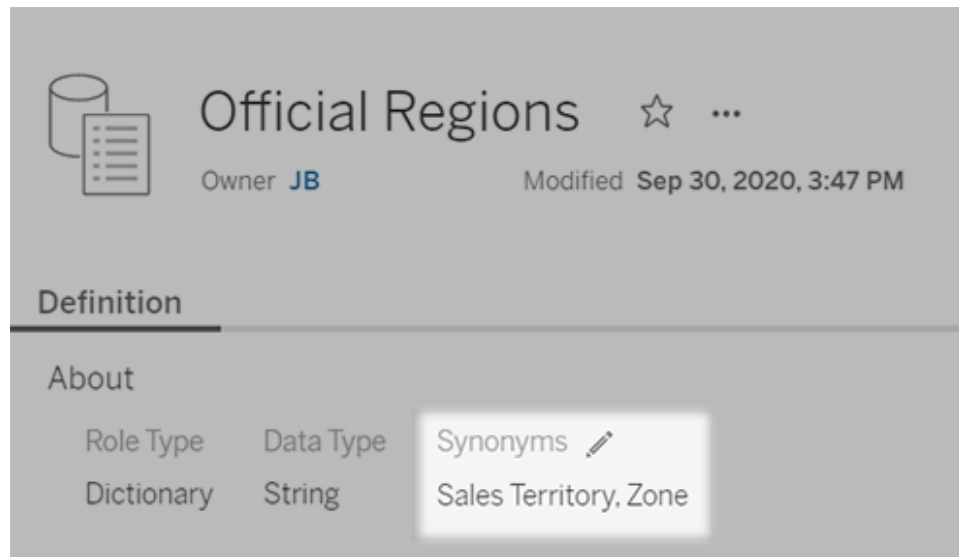 Official Regions
Owner JB Modified Sep 30, 2020, 3:47 PM
Definition
About
Role Type Data Type Synonyms
Dictionary String Sales Territory, Zone